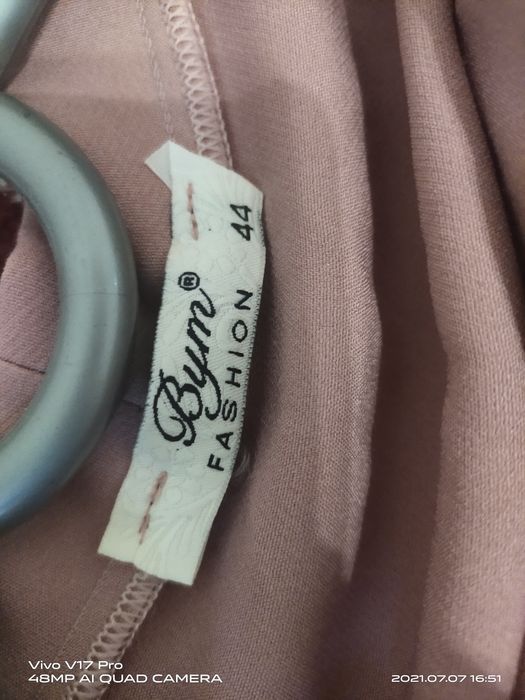 Bym®
FASHION 44
Vivo V17 Pro
48MP AI QUAD CAMERA
2021.07.07 16:51